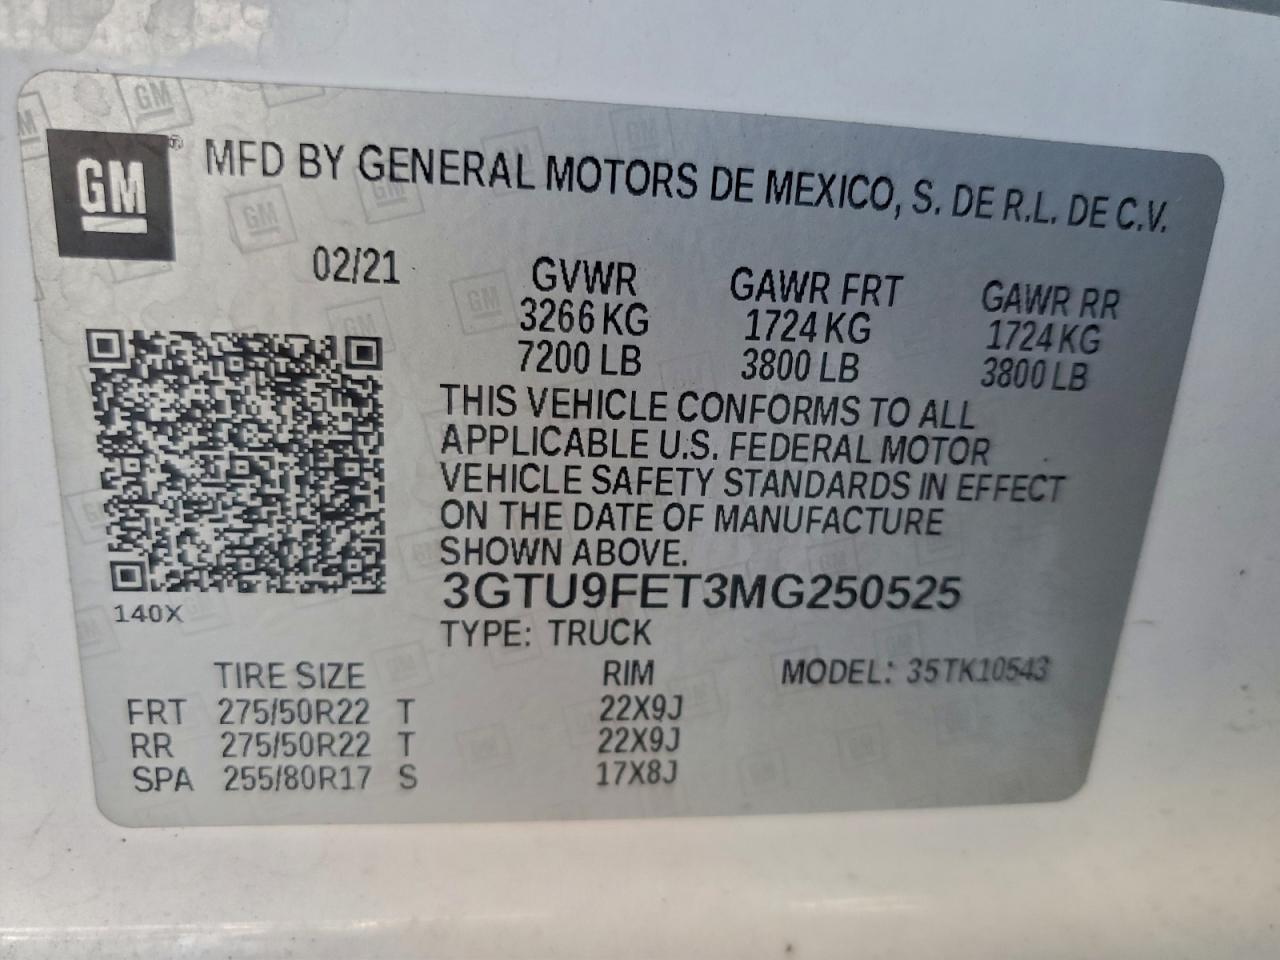 GM ® MFD BY GENERAL MOTORS DE MEXICO, S. DE R.L. DE C.V.
02/21 GVWR GAWR FRT GAWR RR
3266 KG 1724 KG 1724 KG
7200 LB 3800 LB 3800 LB
THIS VEHICLE CONFORMS TO ALL
APPLICABLE U.S. FEDERAL MOTOR
VEHICLE SAFETY STANDARDS IN EFFECT
ON THE DATE OF MANUFACTURE
SHOWN ABOVE.
3GTU9FET3MG250525
140X
TYPE: TRUCK
TIRE SIZE RIM MODEL: 35TK10543
FRT 275/50R22 T 22X9J
RR 275/50R22 T 22X9J
SPA 255/80R17 S 17X8J